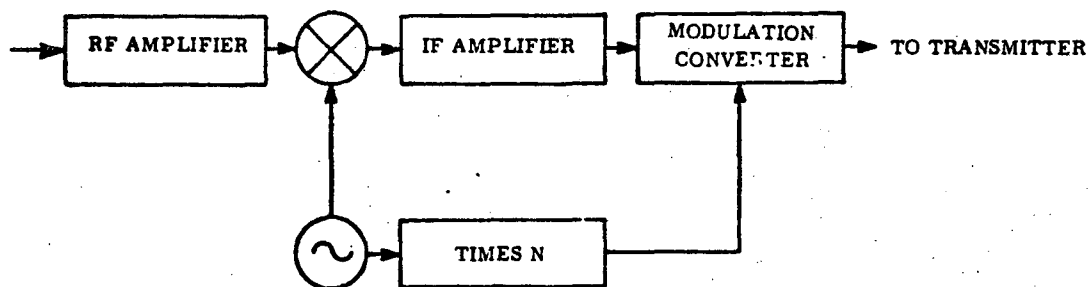 RF AMPLIFIER
IF AMPLIFIER
MODULATION
CONVERTER
TO TRANSMITTER
TIMES N